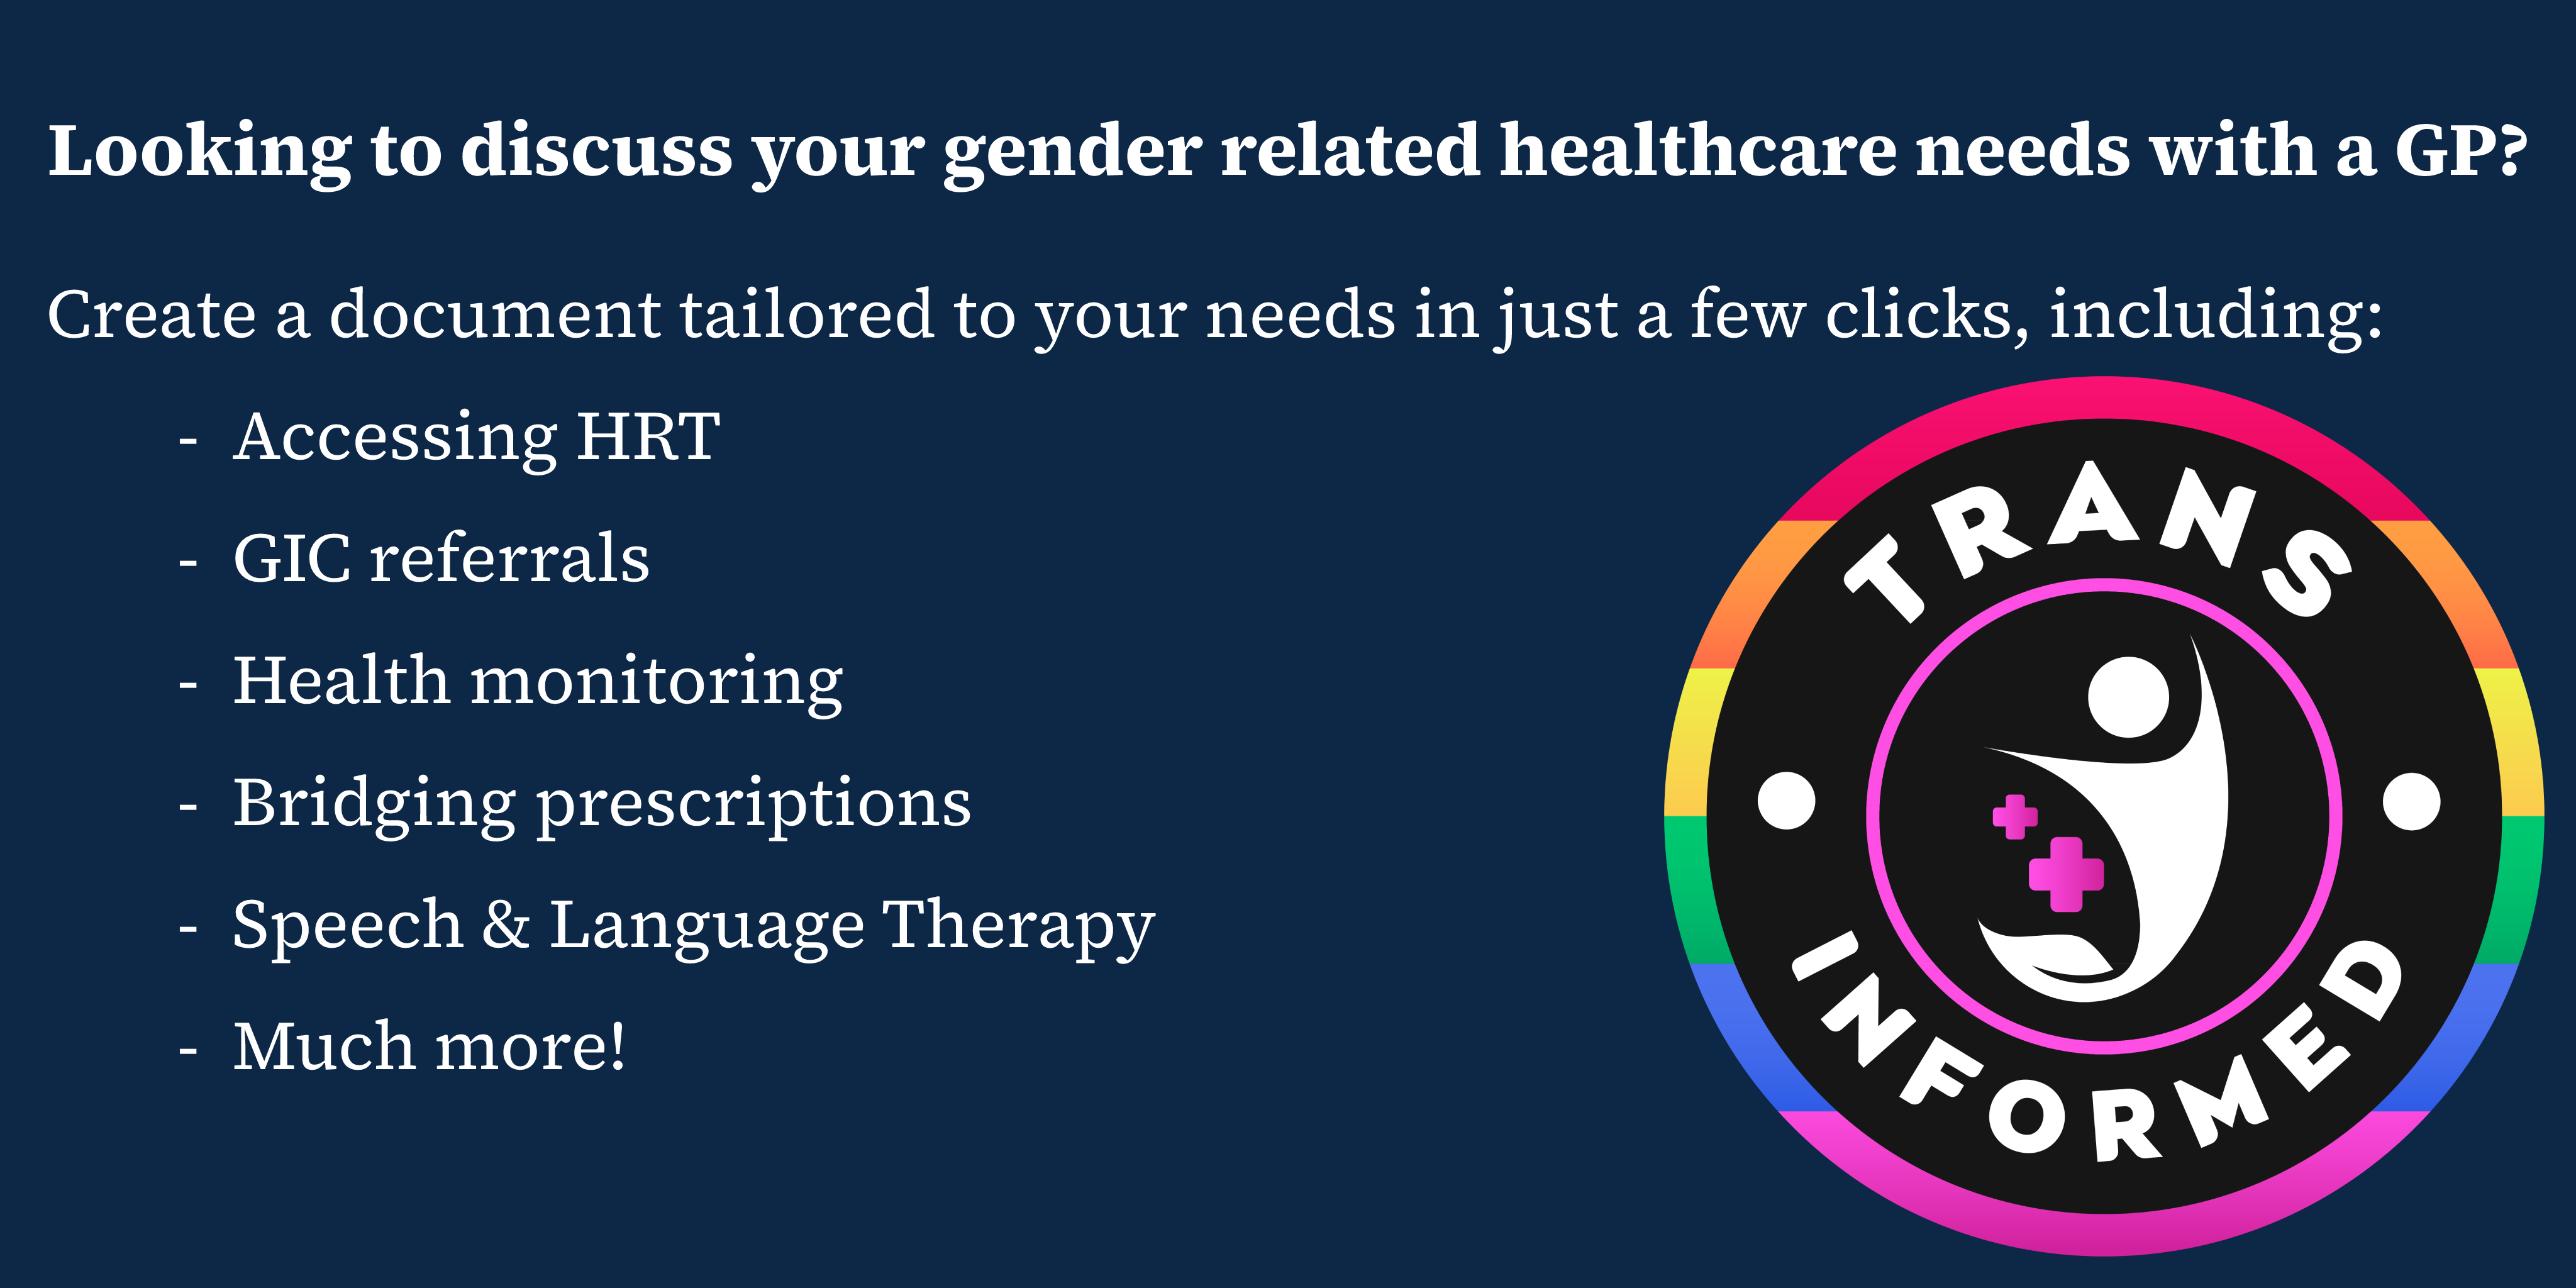 Looking to discuss your gender related healthcare needs with a GP?
Create a document tailored to your needs in just a few clicks, including:
- Accessing HRT
- GIC referrals
- Health monitoring
- Bridging prescriptions
- Speech & Language Therapy
- Much more!
TRANS
INFORMED